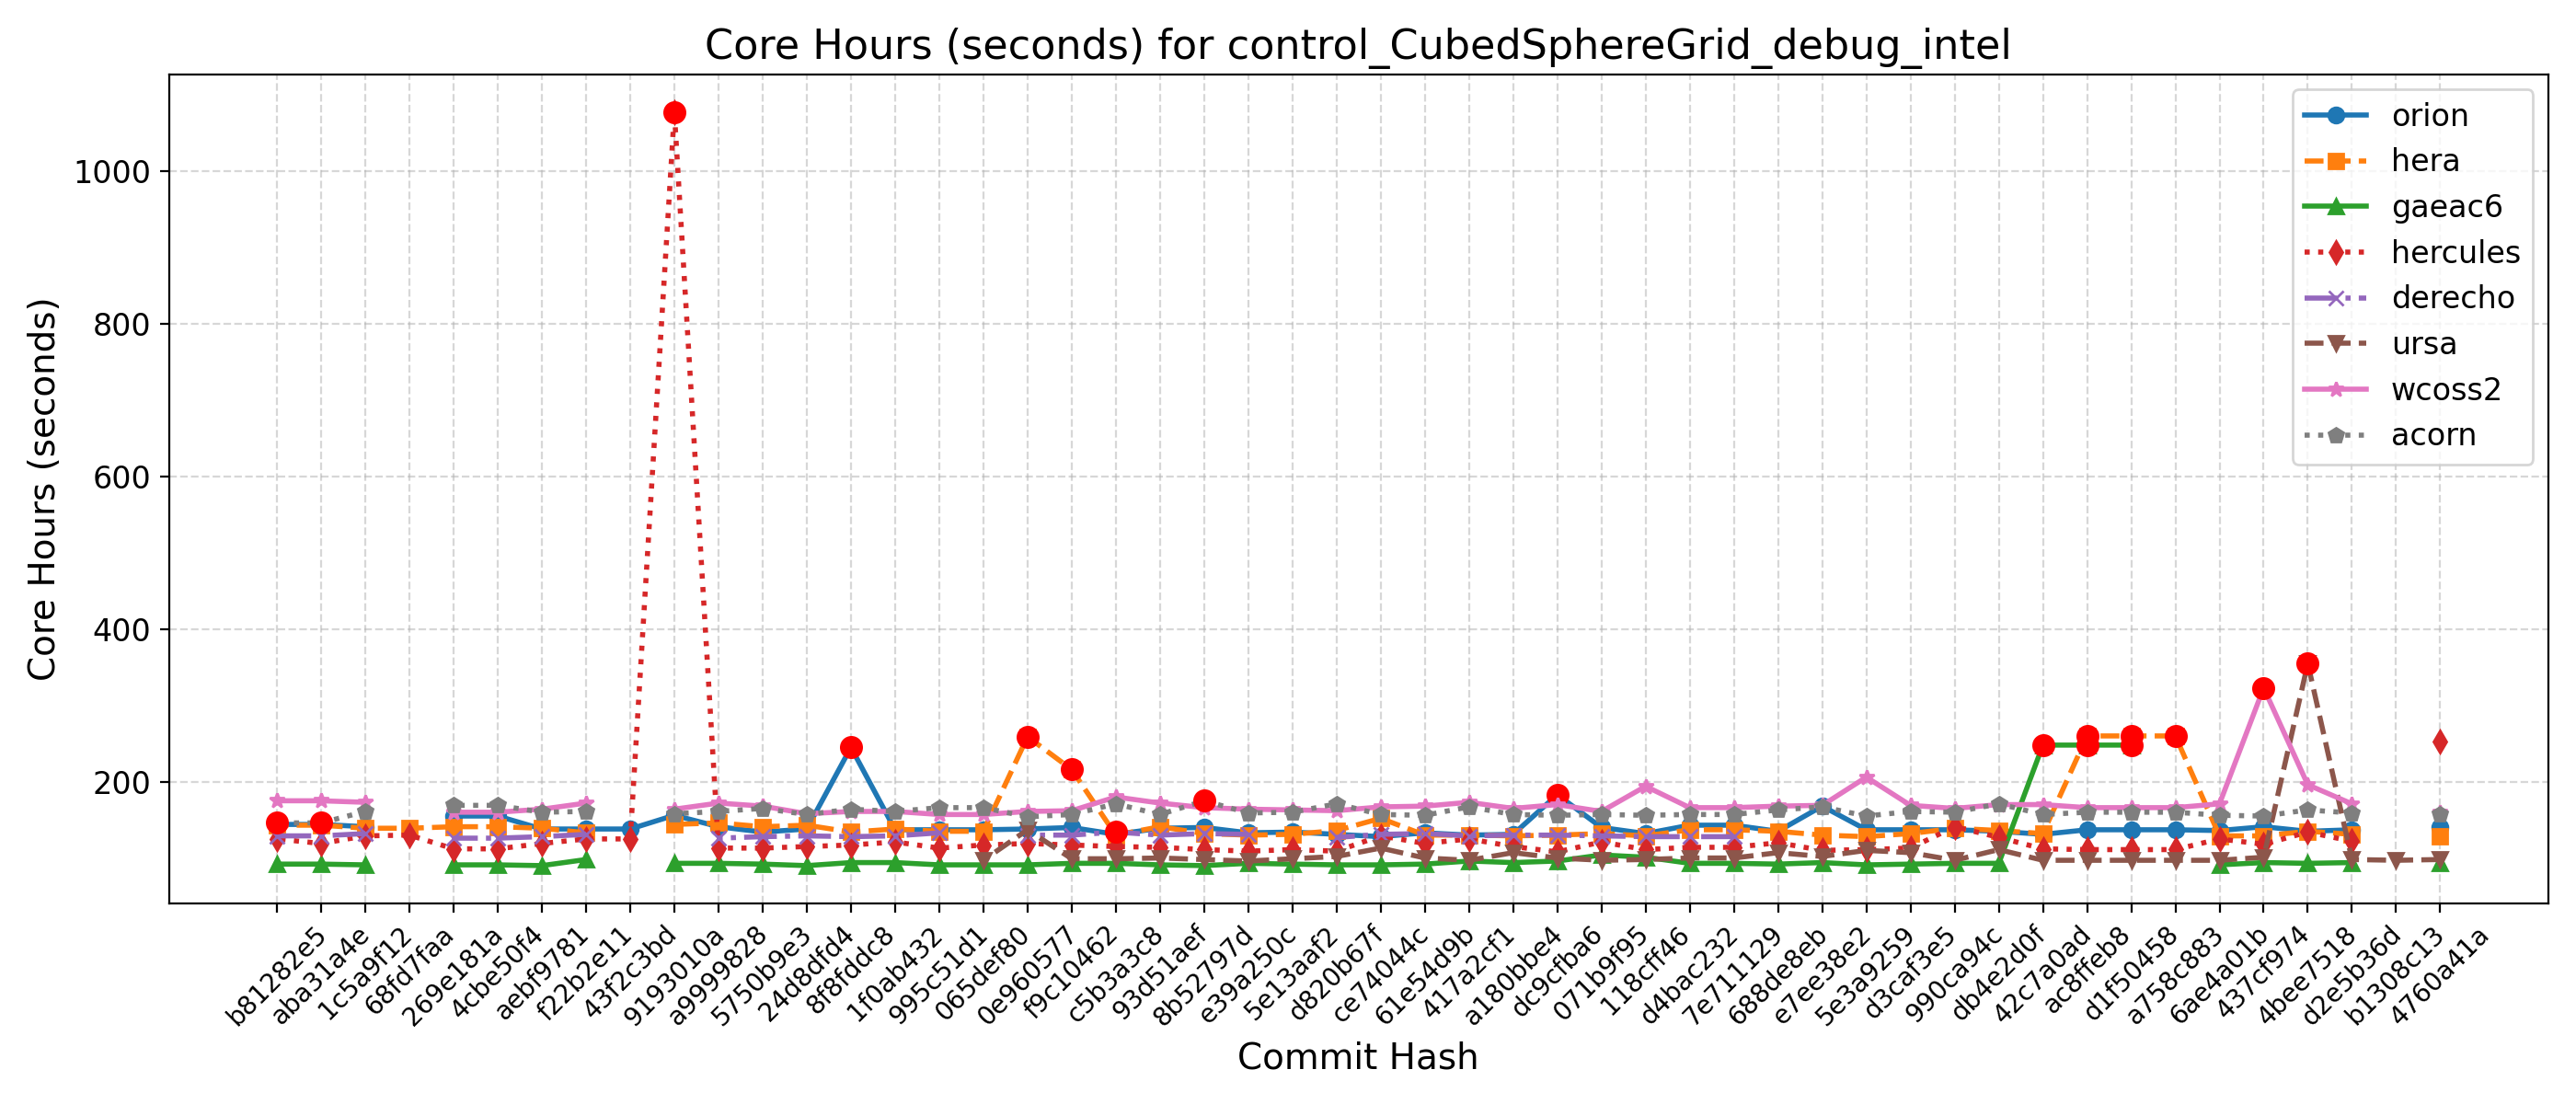 Core Hours (seconds) for control_CubedSphereGrid_debug_intel
Core Hours (seconds)
1000
800
600
400
200
orion
hera
gaeac6
hercules
derecho
ursa
wcoss2
acorn
b81282e5
aba31a4e
1c5a9f12
68fd7faa
269e181a
4cbe50f4
aebf9781
f22b2e11
43f2c3bd
9193010a
a9999828
5750b9e3
24d8dfd4
8f8fddc8
1f0ab432
995c51d1
065def80
0e960577
f9c10462
c5b3a3c8
93d51aef
8b52797d
e39a250c
5e13aaf2
d820b67f
ce74044c
61e54d9b
417a2cf1
a180bbe4
dc9cfba6
071b9f95
118cff46
d4bac232
7e711129
688de8eb
e7ee38e2
5e3a9259
d3caf3e5
990ca94c
db4e2d0f
42c7a0ad
ac8ffeb8
d1f50458
a758c883
6ae4a01b
437cf974
4bee7518
d2e5b36d
b1308c13
4760a41a
Commit Hash